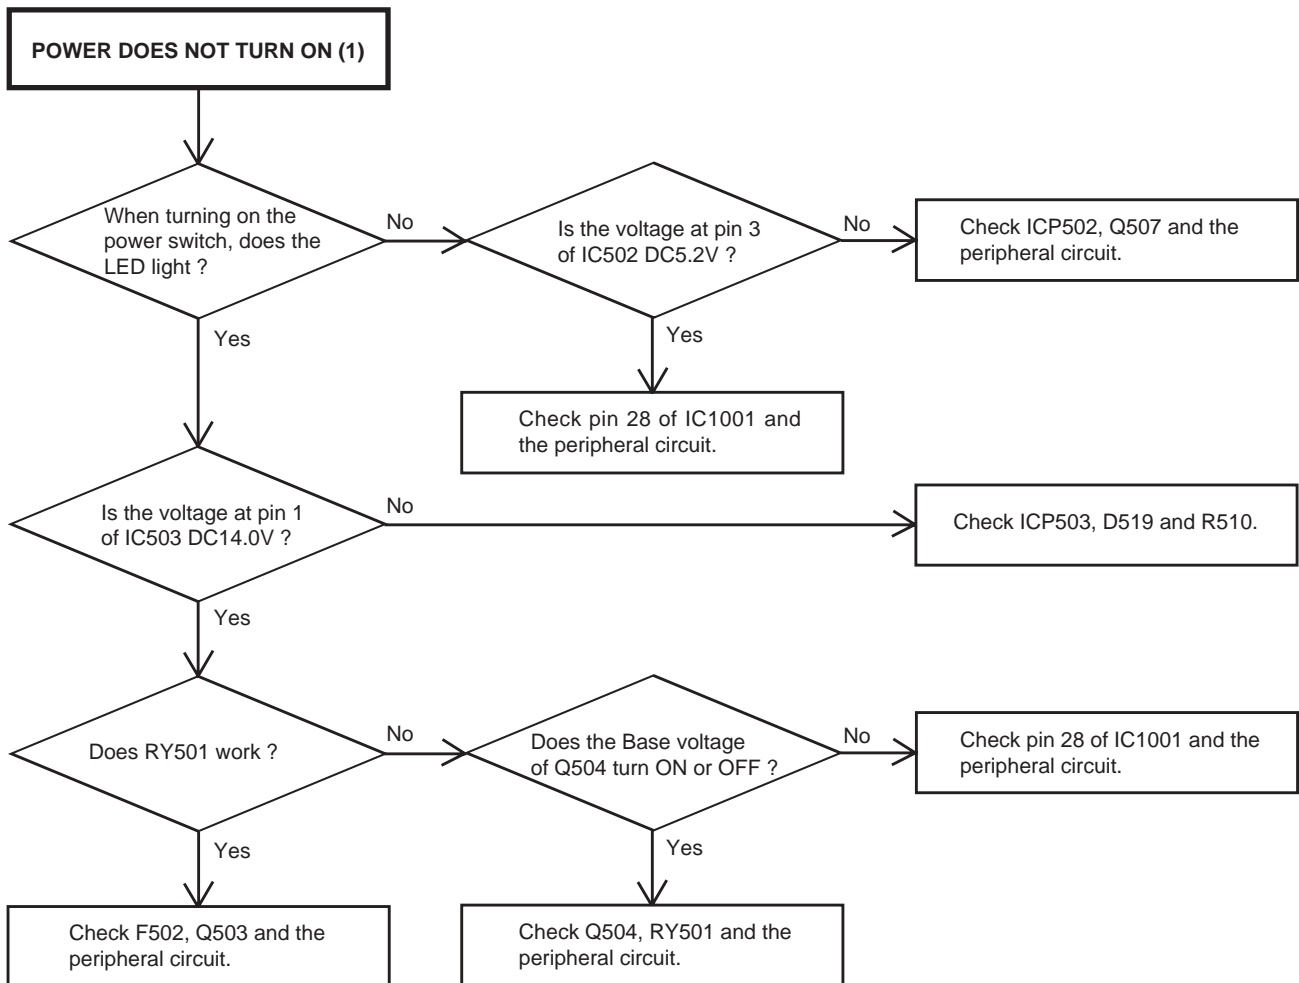 POWER DOES NOT TURN ON (1)
When turning on the
power switch, does the
LED light ?
No
Is the voltage at pin 3
of IC502 DC5.2V ?
No
Check ICP502, Q507 and the
peripheral circuit.
Yes
Yes
Check pin 28 of IC1001 and
the peripheral circuit.
Is the voltage at pin 1
of IC503 DC14.0V ?
No
Check ICP503, D519 and R510.
Yes
Does RY501 work ?
No
Does the Base voltage
of Q504 turn ON or OFF ?
No
Check pin 28 of IC1001 and the
peripheral circuit.
Yes
Yes
Check F502, Q503 and the
peripheral circuit.
Check Q504, RY501 and the
peripheral circuit.